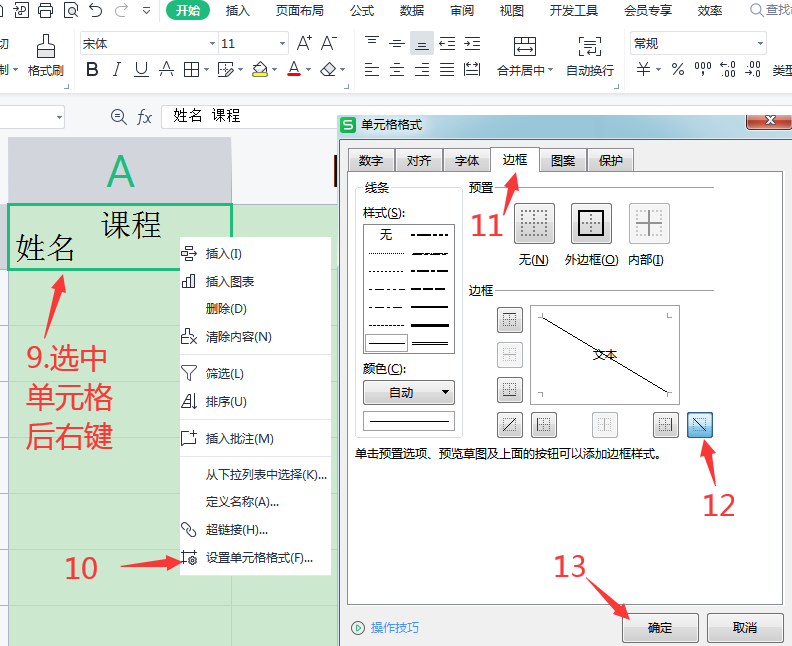 开始 插入 页面布局 公式 数据 审阅 视图 开发工具 会员专享 效率
切 格式刷 宋体 11 A⁺ A⁻ 合并居中 自动换行 常规
B I U A A ¥ % 类型
fx 姓名 课程
A
课程
姓名
9.选中
单元格
后右键
插入(I)
插入图表
删除(D)
清除内容(N)
筛选(L)
排序(U)
插入批注(M)
从下拉列表中选择(K)...
定义名称(A)...
超链接(H)...
设置单元格格式(F)...
10
S 单元格格式
数字 对齐 字体 边框 图案 保护
线条
样式(S):
无
颜色(C):
自动
预置
11
无(N) 外边框(O) 内部(I)
边框
文本
单击预置选项、预览草图及上面的按钮可以添加边框样式。
12
13
操作技巧 确定 取消